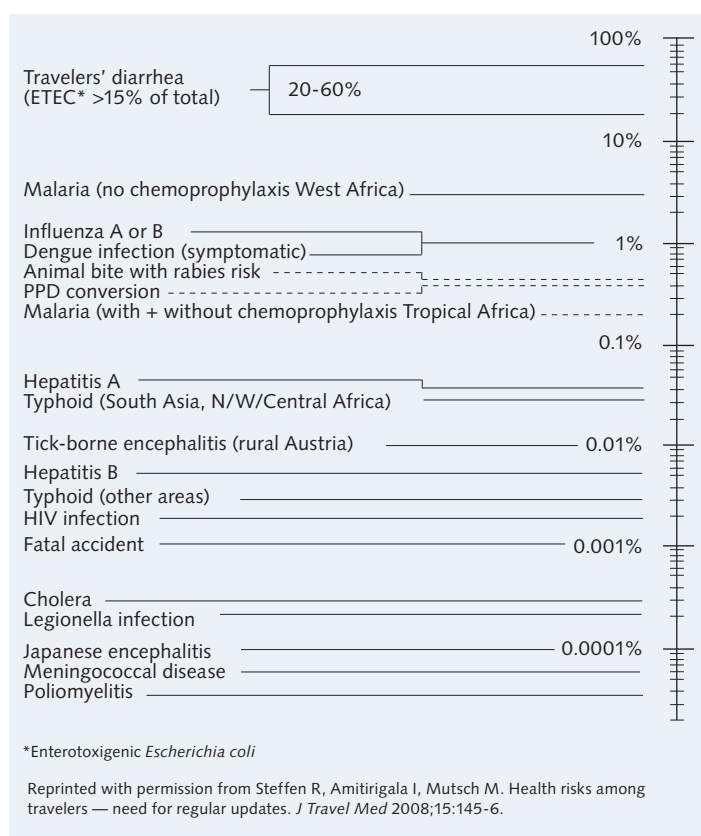 100%
Travelers’ diarrhea
(ETEC* >15% of total)
20-60%
10%
Malaria (no chemoprophylaxis West Africa)
Influenza A or B
Dengue infection (symptomatic)
1%
Animal bite with rabies risk
PPD conversion
Malaria (with + without chemoprophylaxis Tropical Africa)
0.1%
Hepatitis A
Typhoid (South Asia, N/W/Central Africa)
Tick-borne encephalitis (rural Austria)
0.01%
Hepatitis B
Typhoid (other areas)
HIV infection
Fatal accident
0.001%
Cholera
Legionella infection
Japanese encephalitis
0.0001%
Meningococcal disease
Poliomyelitis
*Enterotoxigenic Escherichia coli
Reprinted with permission from Steffen R, Amitirigala I, Mutsch M. Health risks among
travelers — need for regular updates. J Travel Med 2008;15:145-6.